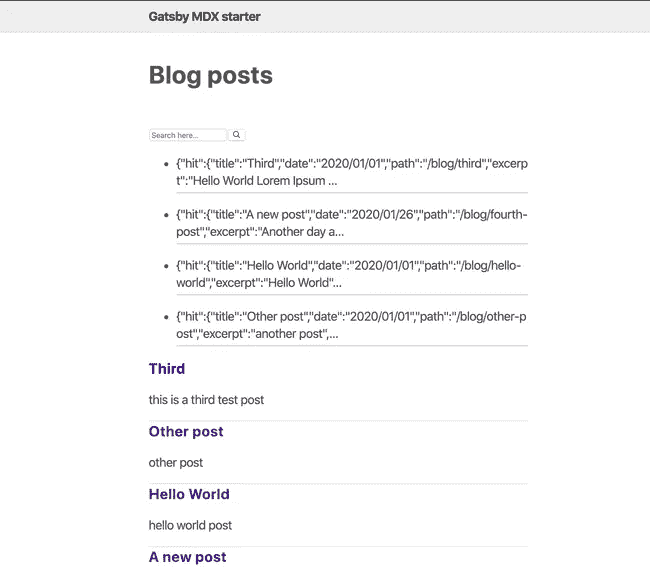 Gatsby MDX starter
Blog posts
Search here...
{"hit":{"title":"Third","date":"2020/01/01","path":"/blog/third","excerp
t":"Hello World Lorem Ipsum ...
{"hit":{"title":"A new post","date":"2020/01/26","path":"/blog/fourth-
post","excerpt":"Another day a...
{"hit":{"title":"Hello World","date":"2020/01/01","path":"/blog/hello-
world","excerpt":"Hello World"...
{"hit":{"title":"Other post","date":"2020/01/01","path":"/blog/other-p
ost","excerpt":"another post",...
Third
this is a third test post
Other post
other post
Hello World
hello world post
A new post